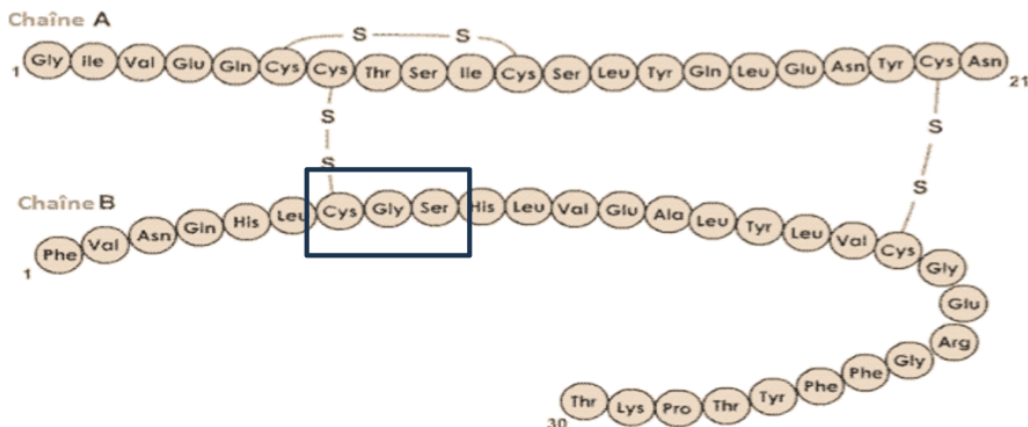 Chaîne A
S S
1 Gly ile Val Glu Gln Cys Cys Thr Ser Ile Cys Ser Leu Tyr Gln Leu Glu Asn Tyr Cys Asn 21
S S
S S
Chaîne B
1 Phe Val Asn Gln His Leu Cys Gly Ser His Leu Val Glu Ala Leu Tyr Leu Val Cys Gly Glu Arg Gly Phe Phe Tyr Thr Pro Lys Thr 30